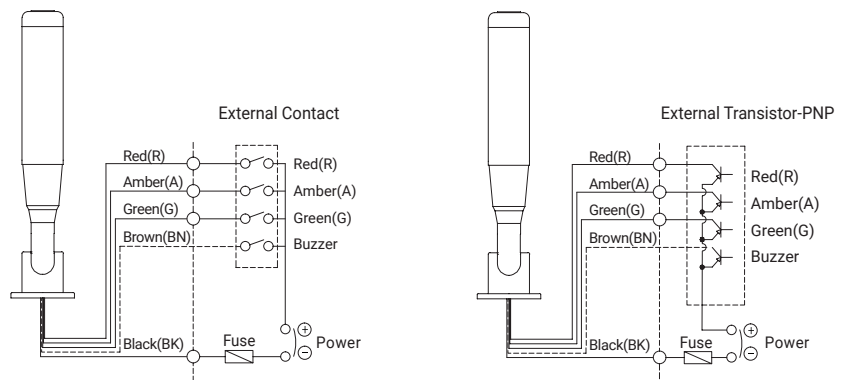 External Contact
Red(R)
Red(R)
Amber(A)
Amber(A)
Green(G)
Green(G)
Brown(BN)
Buzzer
Black(BK)
Fuse
+
Power
−
External Transistor-PNP
Red(R)
Red(R)
Amber(A)
Amber(A)
Green(G)
Green(G)
Brown(BN)
Buzzer
Black(BK)
Fuse
+
Power
−